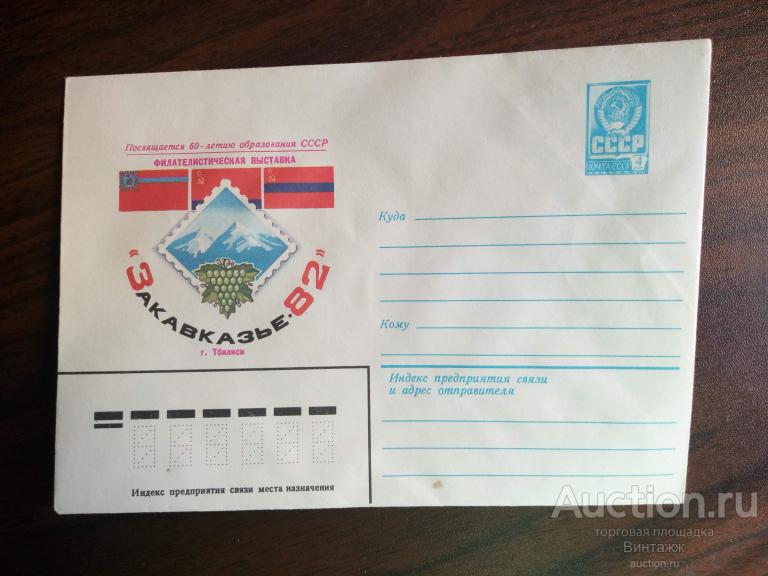 Посвящается 60-летию образования СССР
ФИЛАТЕЛИСТИЧЕСКАЯ ВЫСТАВКА
"ЗАКАВКАЗЬЕ·82"
г. Тбилиси
СССР
ПОЧТА СССР 4
Куда
Кому
Индекс предприятия связи
и адрес отправителя
Индекс предприятия связи места назначения
Auction.ru
торговая площадка
Винтажж
auction.ru